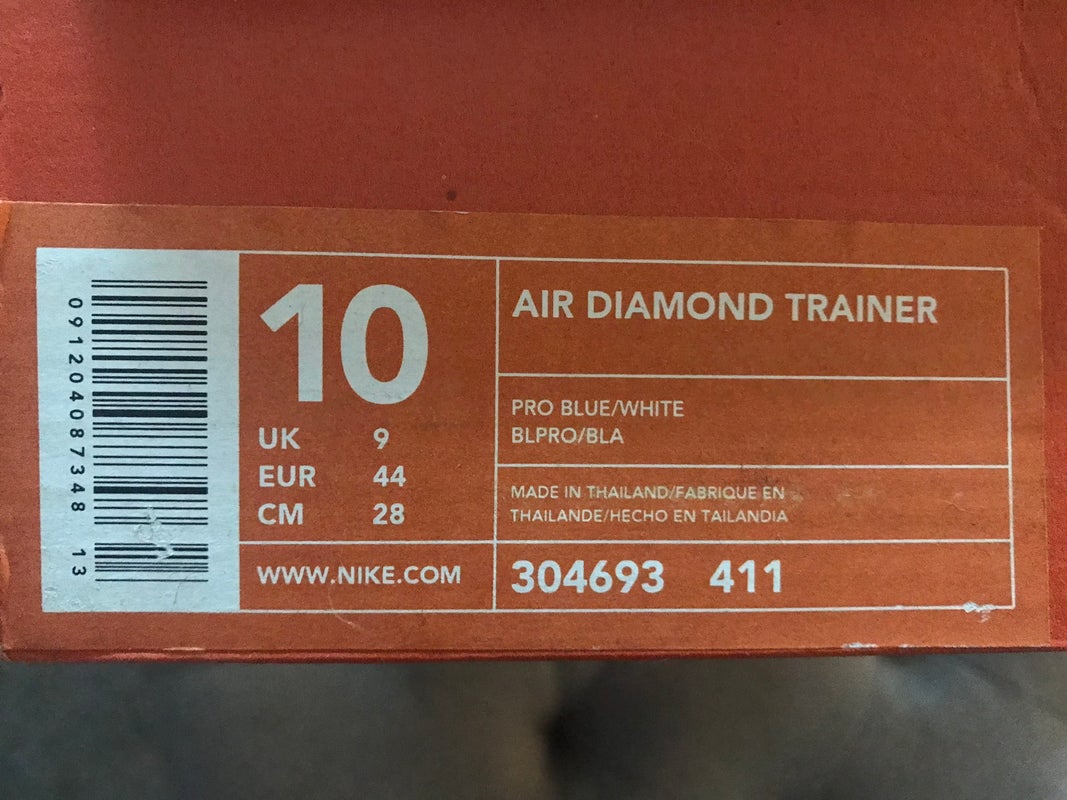 091204087348 13
10
UK 9
EUR 44
CM 28
WWW.NIKE.COM
AIR DIAMOND TRAINER
PRO BLUE/WHITE
BLPRO/BLA
MADE IN THAILAND/FABRIQUE EN
THAILANDE/HECHO EN TAILANDIA
304693 411